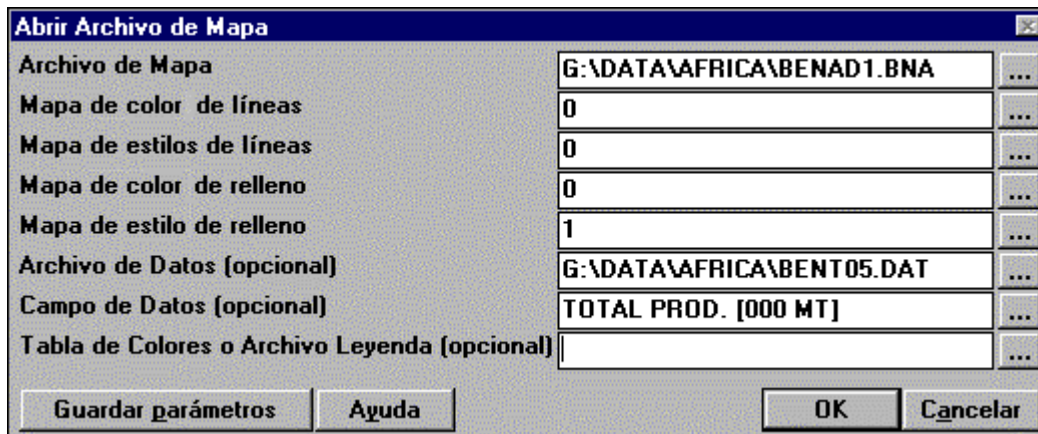 Abrir Archivo de Mapa
Archivo de Mapa G:\DATA\AFRICA\BENAD1.BNA ...
Mapa de color de líneas 0 ...
Mapa de estilos de líneas 0 ...
Mapa de color de relleno 0 ...
Mapa de estilo de relleno 1 ...
Archivo de Datos (opcional) G:\DATA\AFRICA\BENT05.DAT ...
Campo de Datos (opcional) TOTAL PROD. [000 MT] ...
Tabla de Colores o Archivo Leyenda (opcional) ...
Guardar parámetros Ayuda OK Cancelar